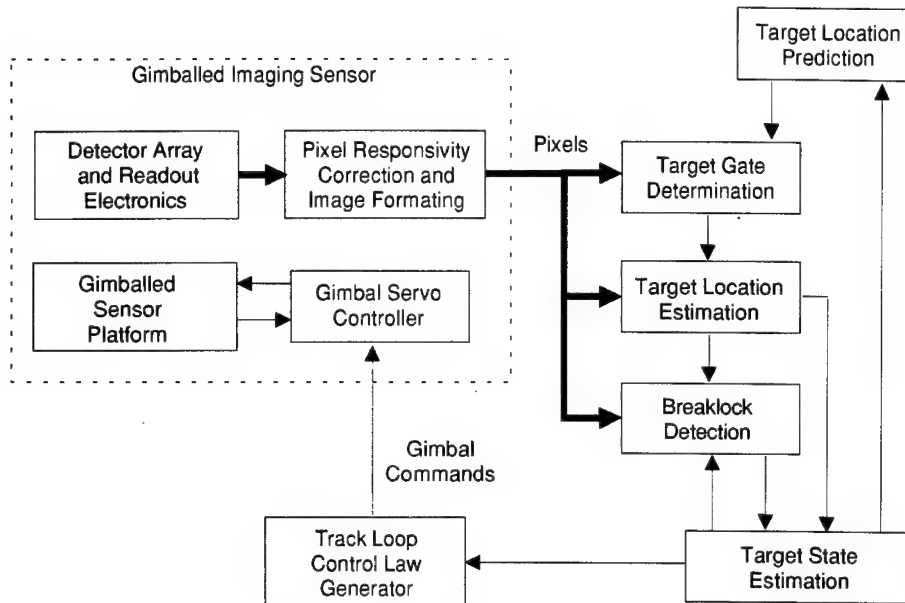 Target Location
Prediction
Gimballed Imaging Sensor
Detector Array
and Readout
Electronics
Pixel Responsivity
Correction and
Image Formating
Pixels
Target Gate
Determination
Gimballed
Sensor
Platform
Gimbal Servo
Controller
Target Location
Estimation
Breaklock
Detection
Gimbal
Commands
Track Loop
Control Law
Generator
Target State
Estimation